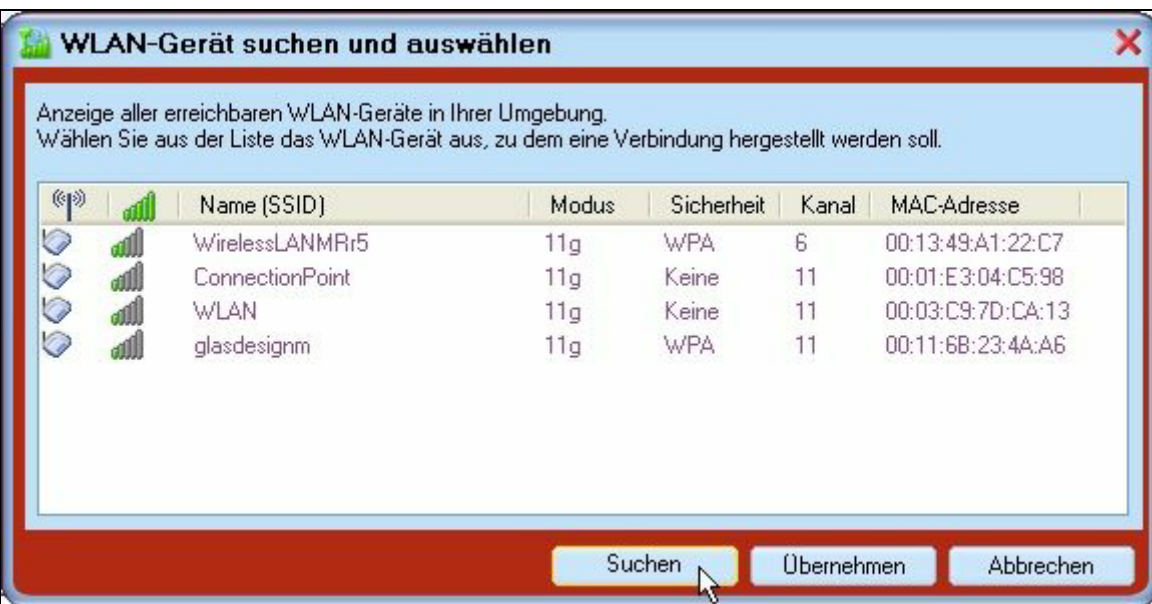 WLAN-Gerät suchen und auswählen
Anzeige aller erreichbaren WLAN-Geräte in Ihrer Umgebung.
Wählen Sie aus der Liste das WLAN-Gerät aus, zu dem eine Verbindung hergestellt werden soll.
Name (SSID) Modus Sicherheit Kanal MAC-Adresse
WirelessLANMRr5 11g WPA 6 00:13:49:A1:22:C7
ConnectionPoint 11g Keine 11 00:01:E3:04:C5:98
WLAN 11g Keine 11 00:03:C9:7D:CA:13
glasdesignm 11g WPA 11 00:11:6B:23:4A:A6
Suchen Übernehmen Abbrechen